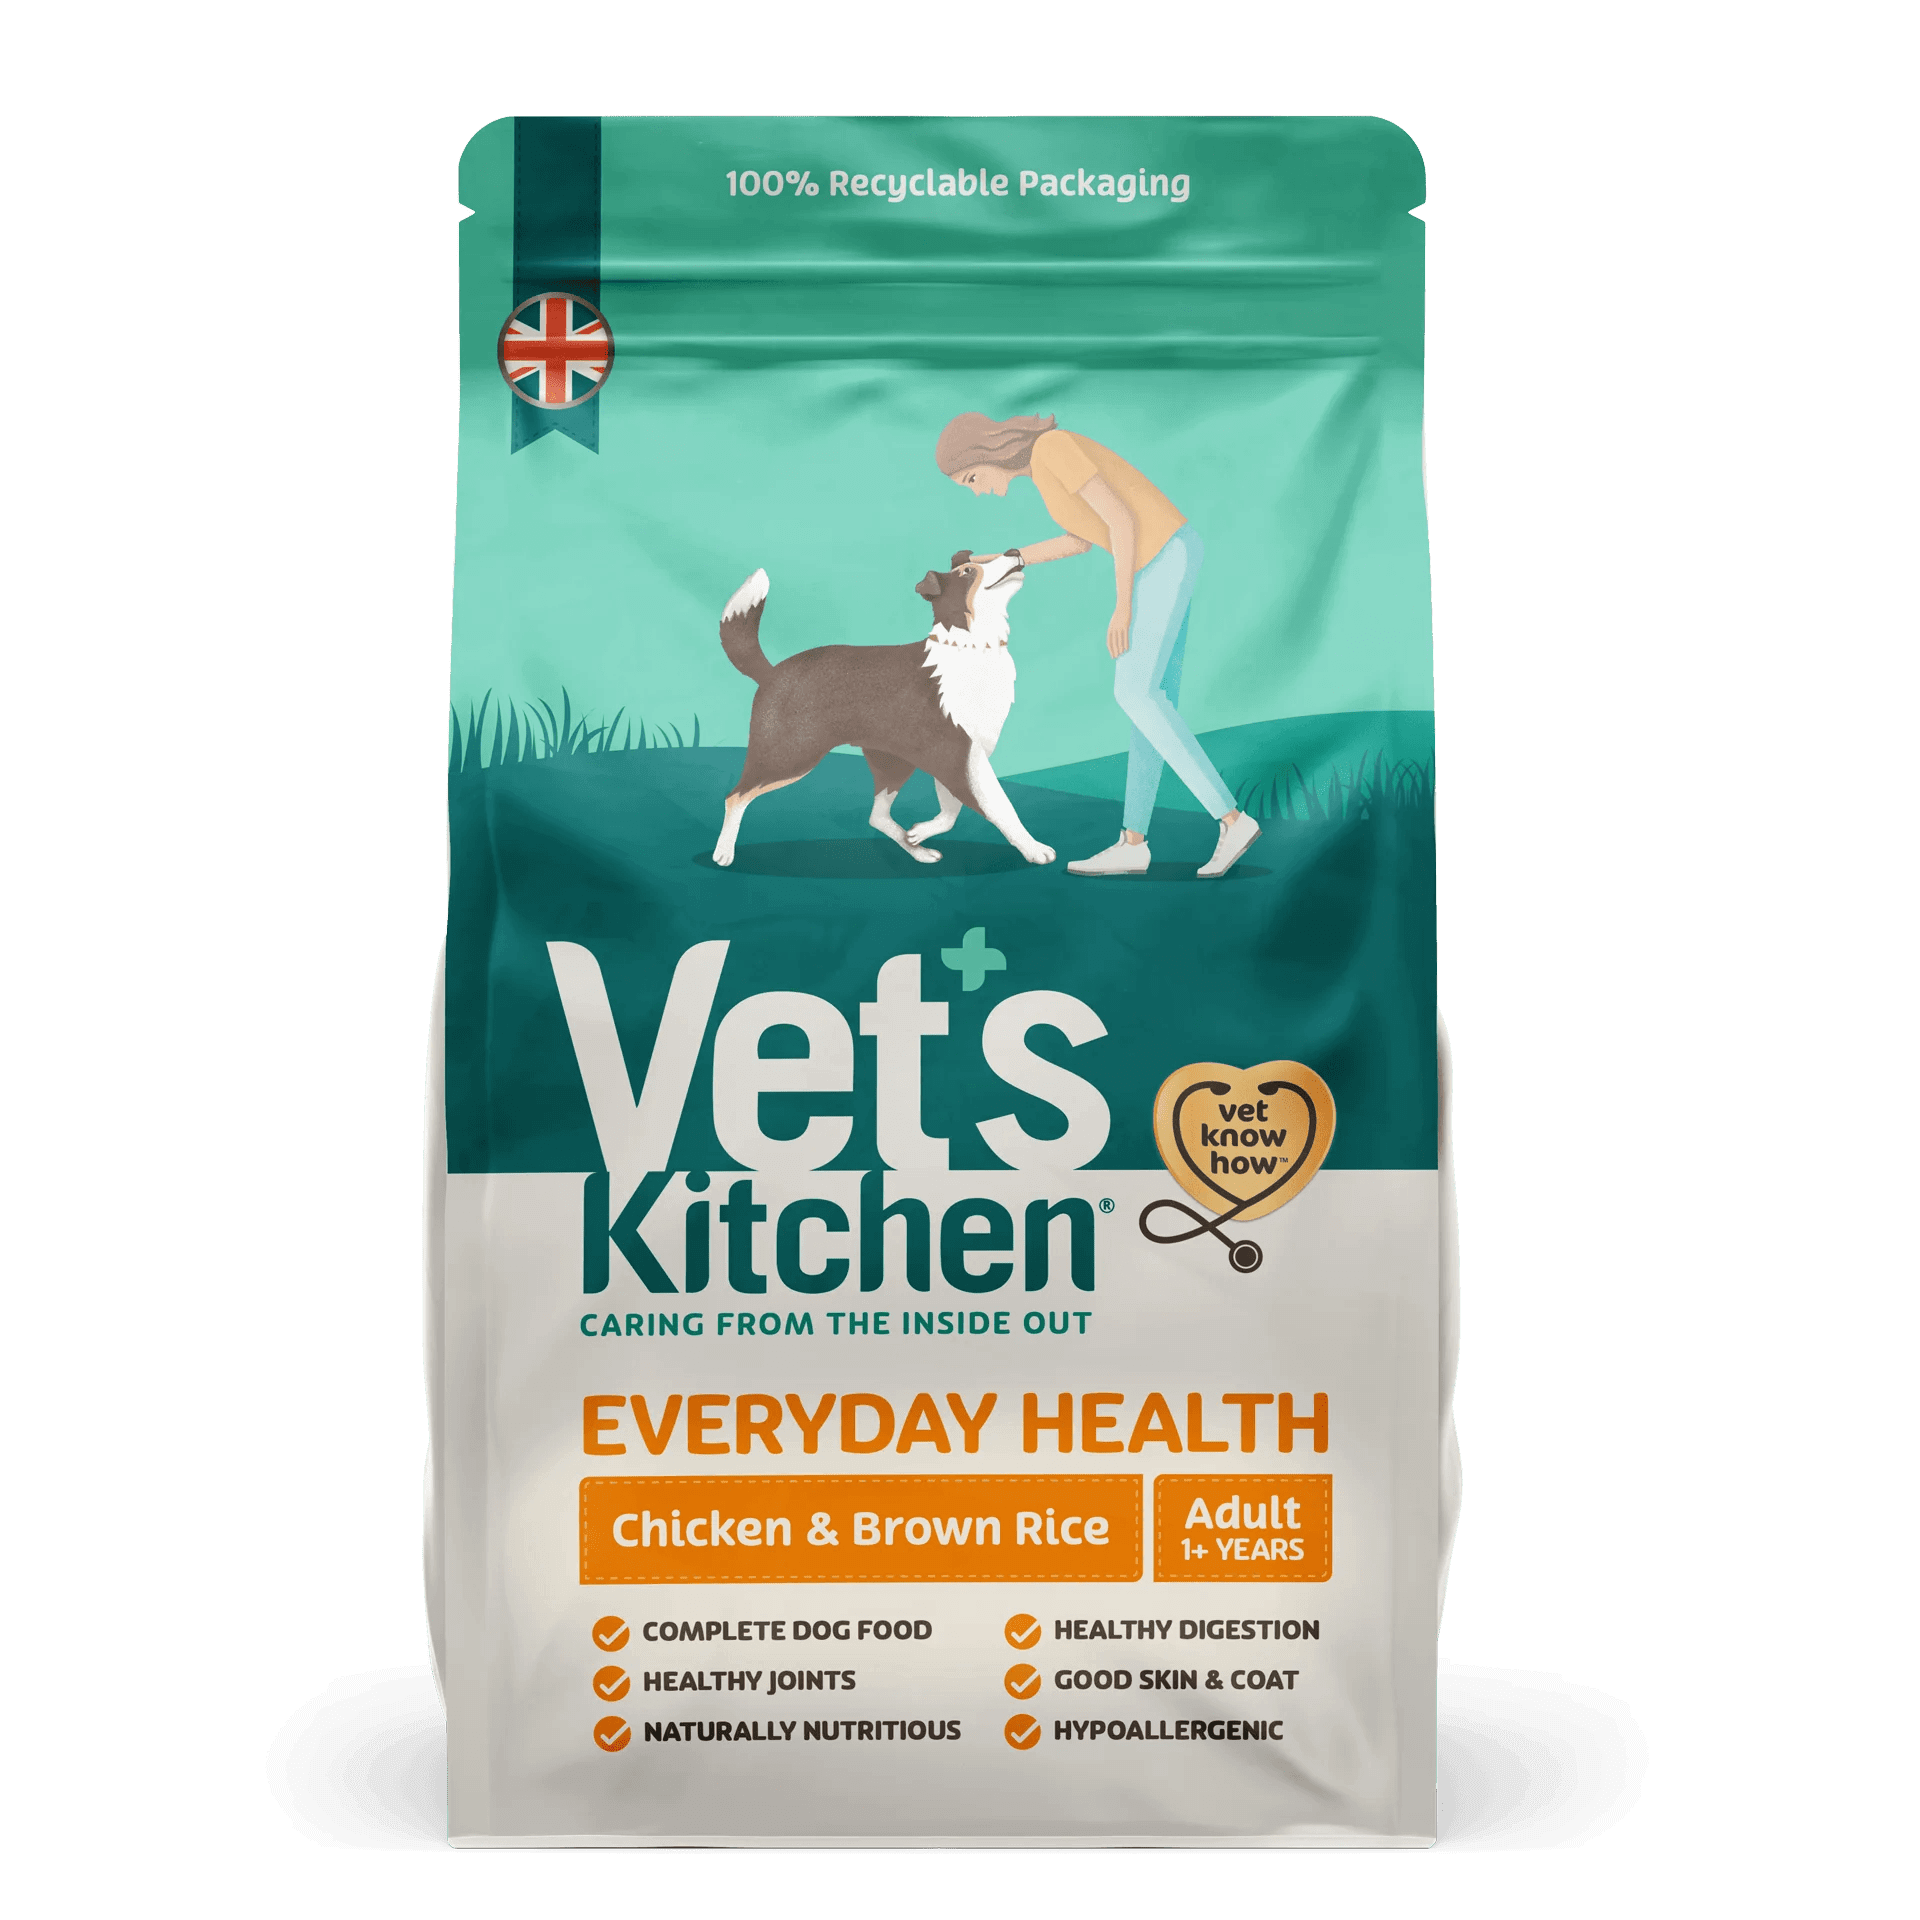 100% Recyclable Packaging
Vet's
Kitchen®
vet
know
how™
CARING FROM THE INSIDE OUT
EVERYDAY HEALTH
Chicken & Brown Rice
Adult
1+ YEARS
COMPLETE DOG FOOD
HEALTHY DIGESTION
HEALTHY JOINTS
GOOD SKIN & COAT
NATURALLY NUTRITIOUS
HYPOALLERGENIC